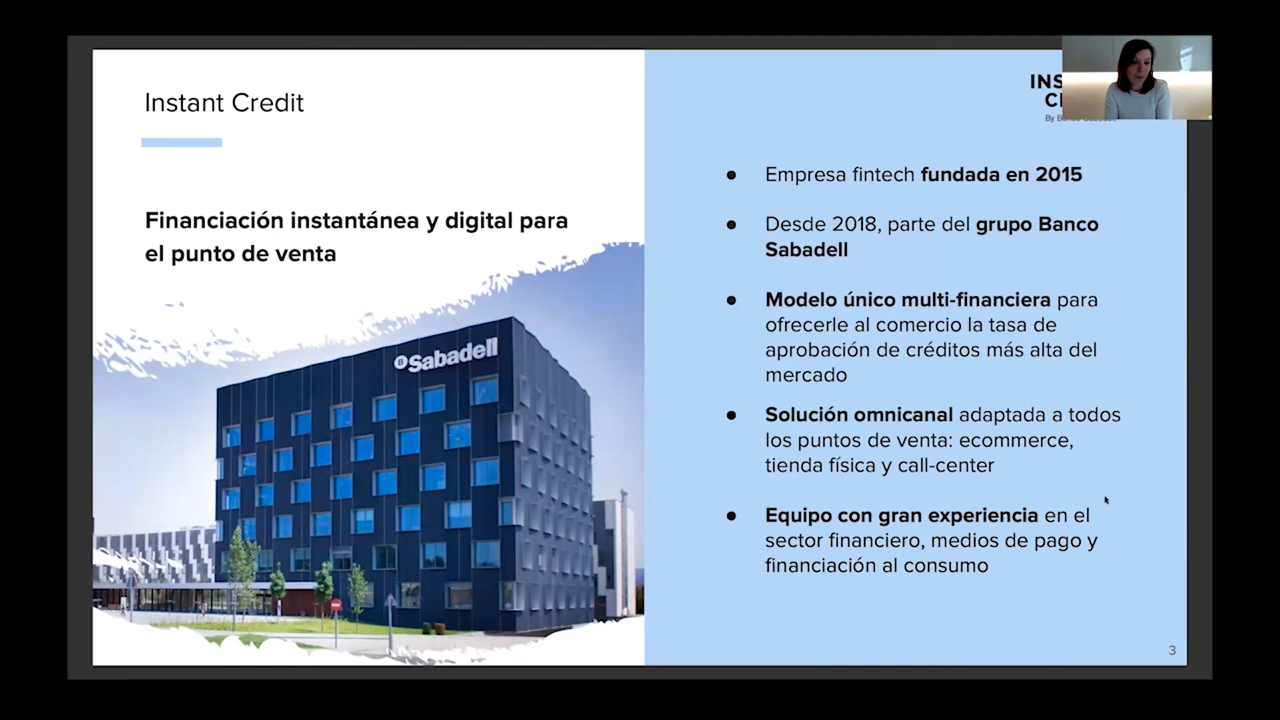 Instant Credit
Financiación instantánea y digital para
el punto de venta
Sabadell
Empresa fintech fundada en 2015
Desde 2018, parte del grupo Banco
Sabadell
Modelo único multi-financiera para
ofrecerle al comercio la tasa de
aprobación de créditos más alta del
mercado
Solución omnicanal adaptada a todos
los puntos de venta: ecommerce,
tienda física y call-center
Equipo con gran experiencia en el
sector financiero, medios de pago y
financiación al consumo
3